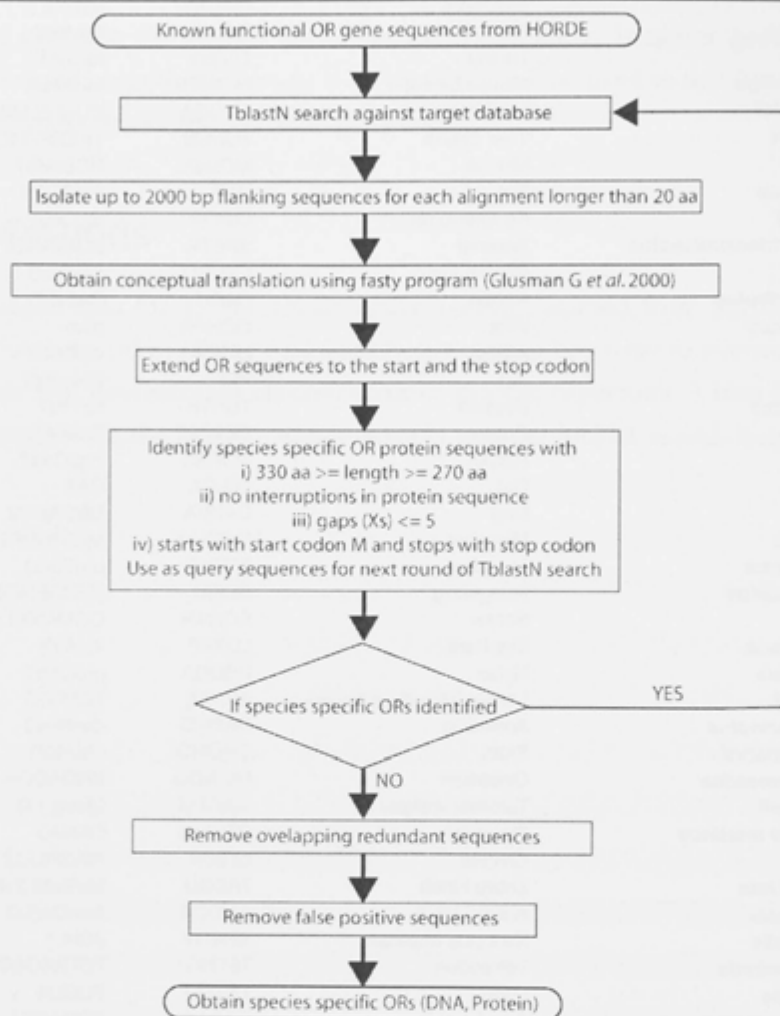 Known functional OR gene sequences from HORDE
TblastN search against target database
Isolate up to 2000 bp flanking sequences for each alignment longer than 20 aa
Obtain conceptual translation using fasty program (Glusman G et al. 2000)
Extend OR sequences to the start and the stop codon
Identify species specific OR protein sequences with
i) 330 aa >= length >= 270 aa
ii) no interruptions in protein sequence
iii) gaps (Xs) <= 5
iv) starts with start codon M and stops with stop codon
Use as query sequences for next round of TblastN search
If species specific ORs identified
YES
NO
Remove ovelapping redundant sequences
Remove false positive sequences
Obtain species specific ORs (DNA, Protein)